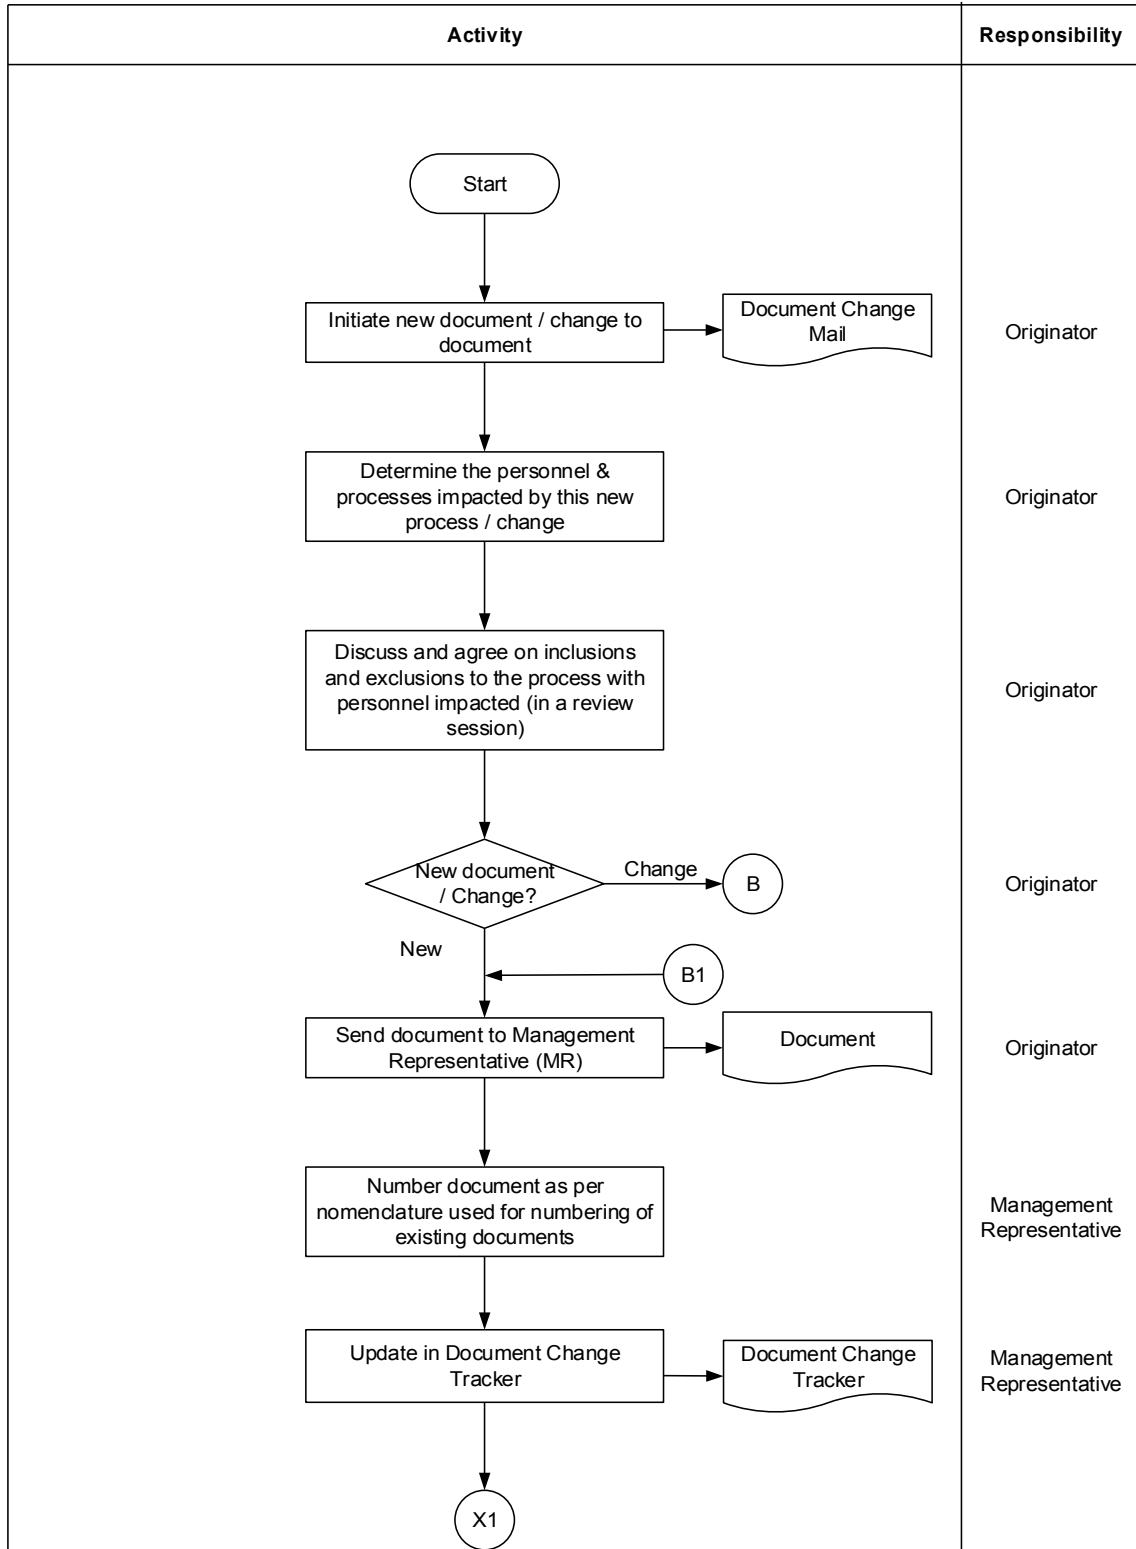 Activity
Responsibility
Start
Initiate new document / change to
document
Document Change
Mail
Originator
Determine the personnel &
processes impacted by this new
process / change
Originator
Discuss and agree on inclusions
and exclusions to the process with
personnel impacted (in a review
session)
Originator
New document
/ Change?
Change
B
Originator
New
B1
Send document to Management
Representative (MR)
Document
Originator
Number document as per
nomenclature used for numbering of
existing documents
Management
Representative
Update in Document Change
Tracker
Document Change
Tracker
Management
Representative
X1